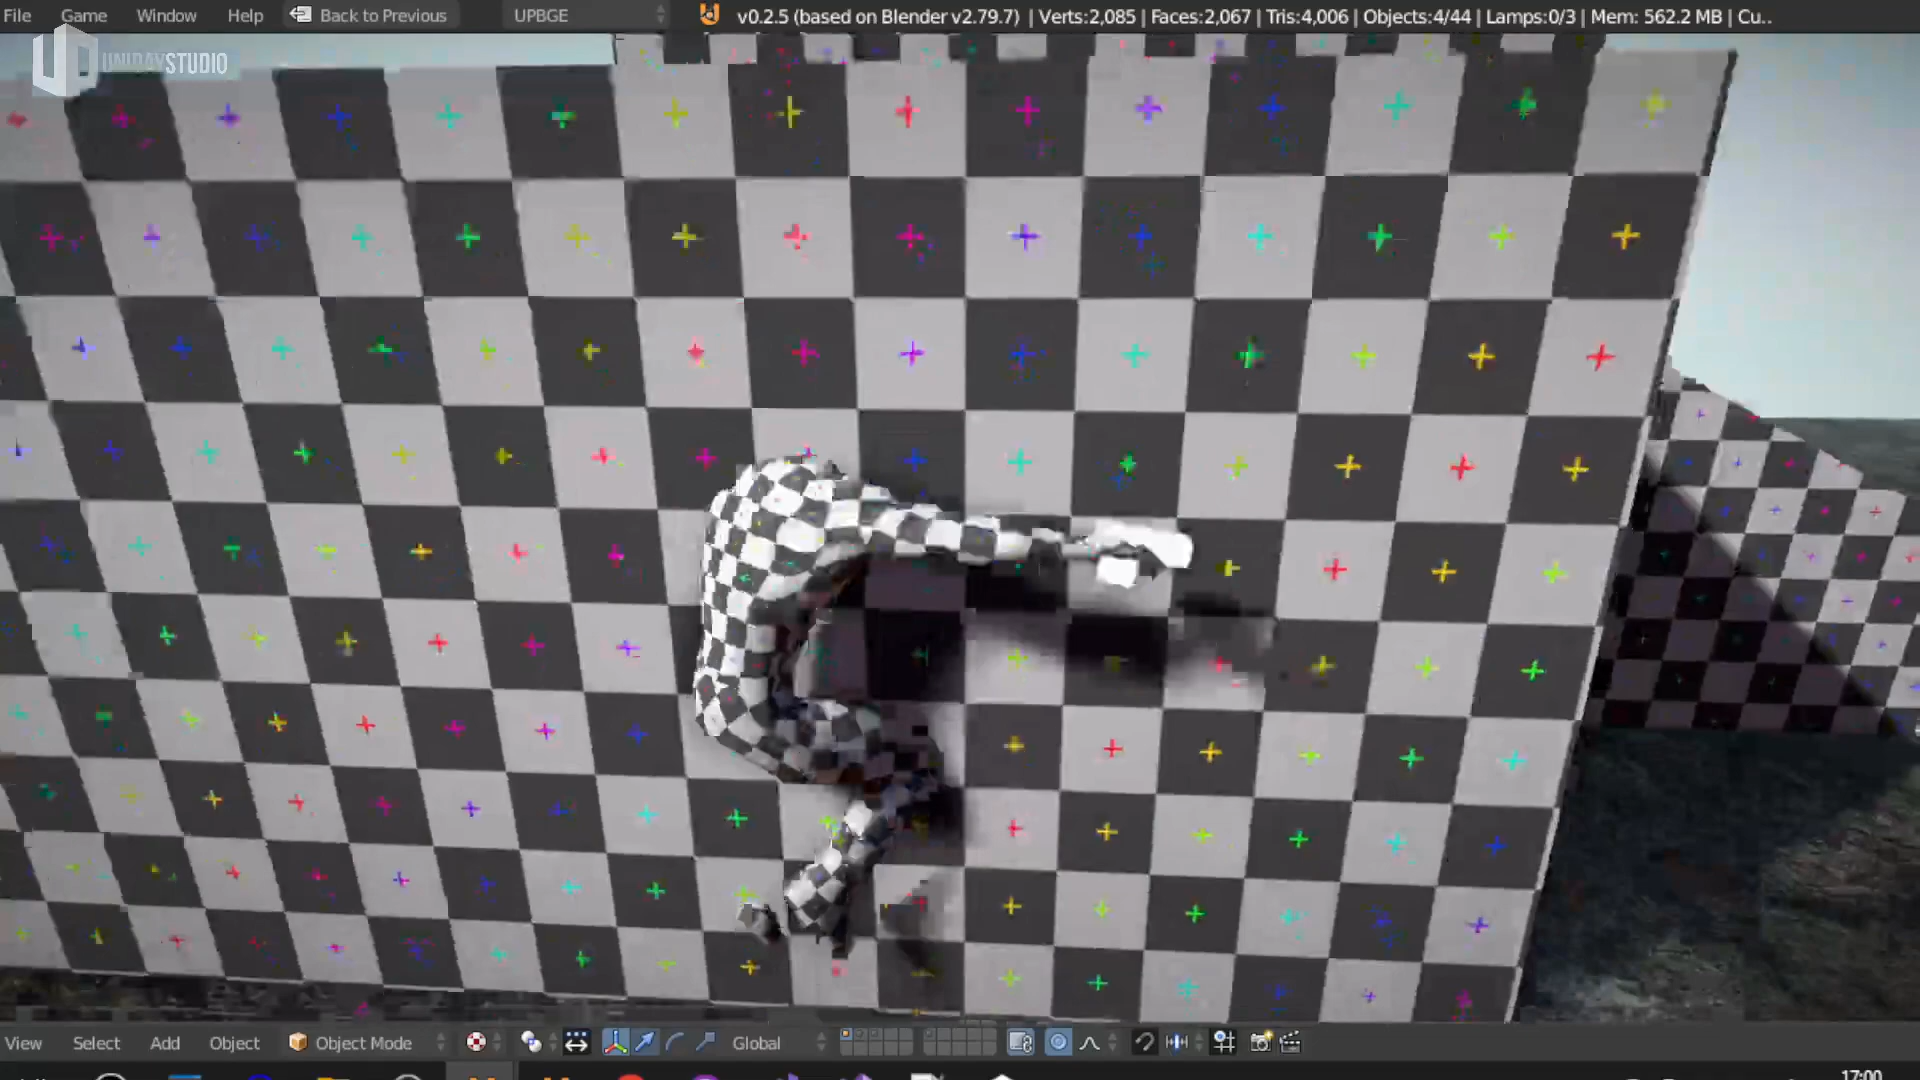 File Game Window Help Back to Previous UPBGE v0.2.5 (based on Blender v2.79.7) | Verts:2,085 | Faces:2,067 | Tris:4,006 | Objects:4/44 | Lamps:0/3 | Mem: 562.2 MB | Cu..
UNIDAYSTUDIO
View Select Add Object Object Mode Global
17:00